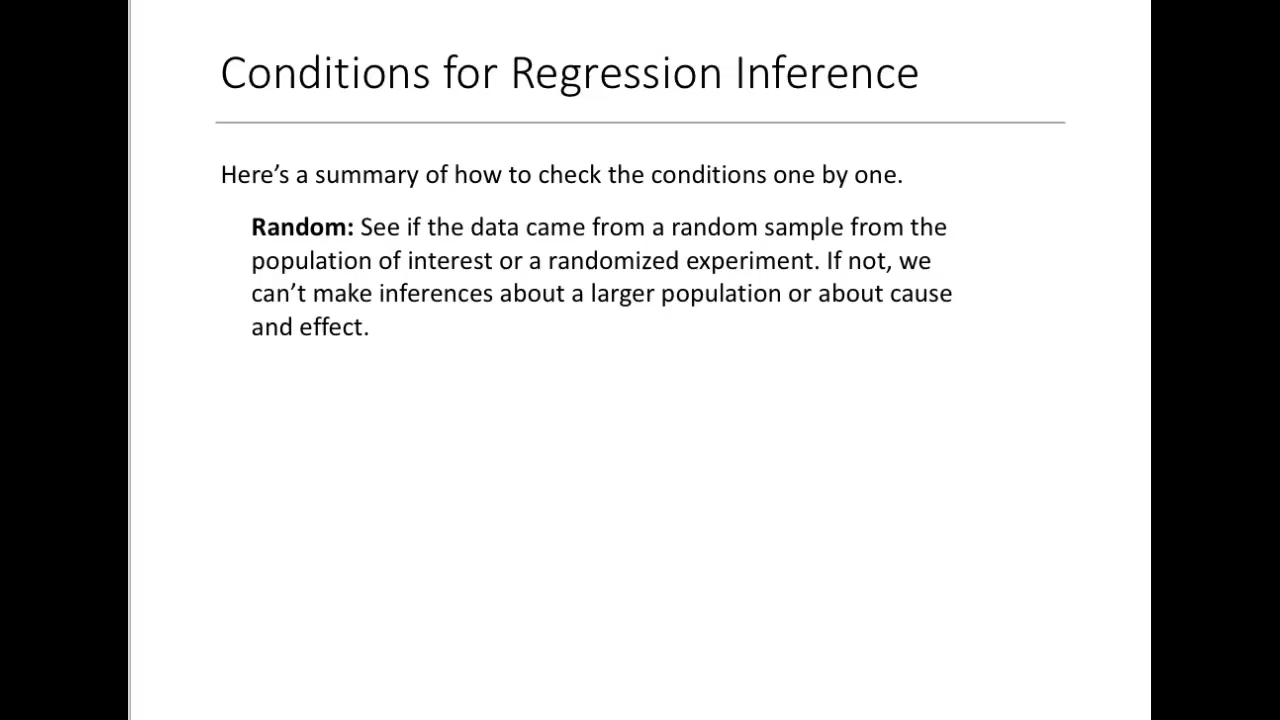 Conditions for Regression Inference
Here’s a summary of how to check the conditions one by one.
Random: See if the data came from a random sample from the
population of interest or a randomized experiment. If not, we
can’t make inferences about a larger population or about cause
and effect.